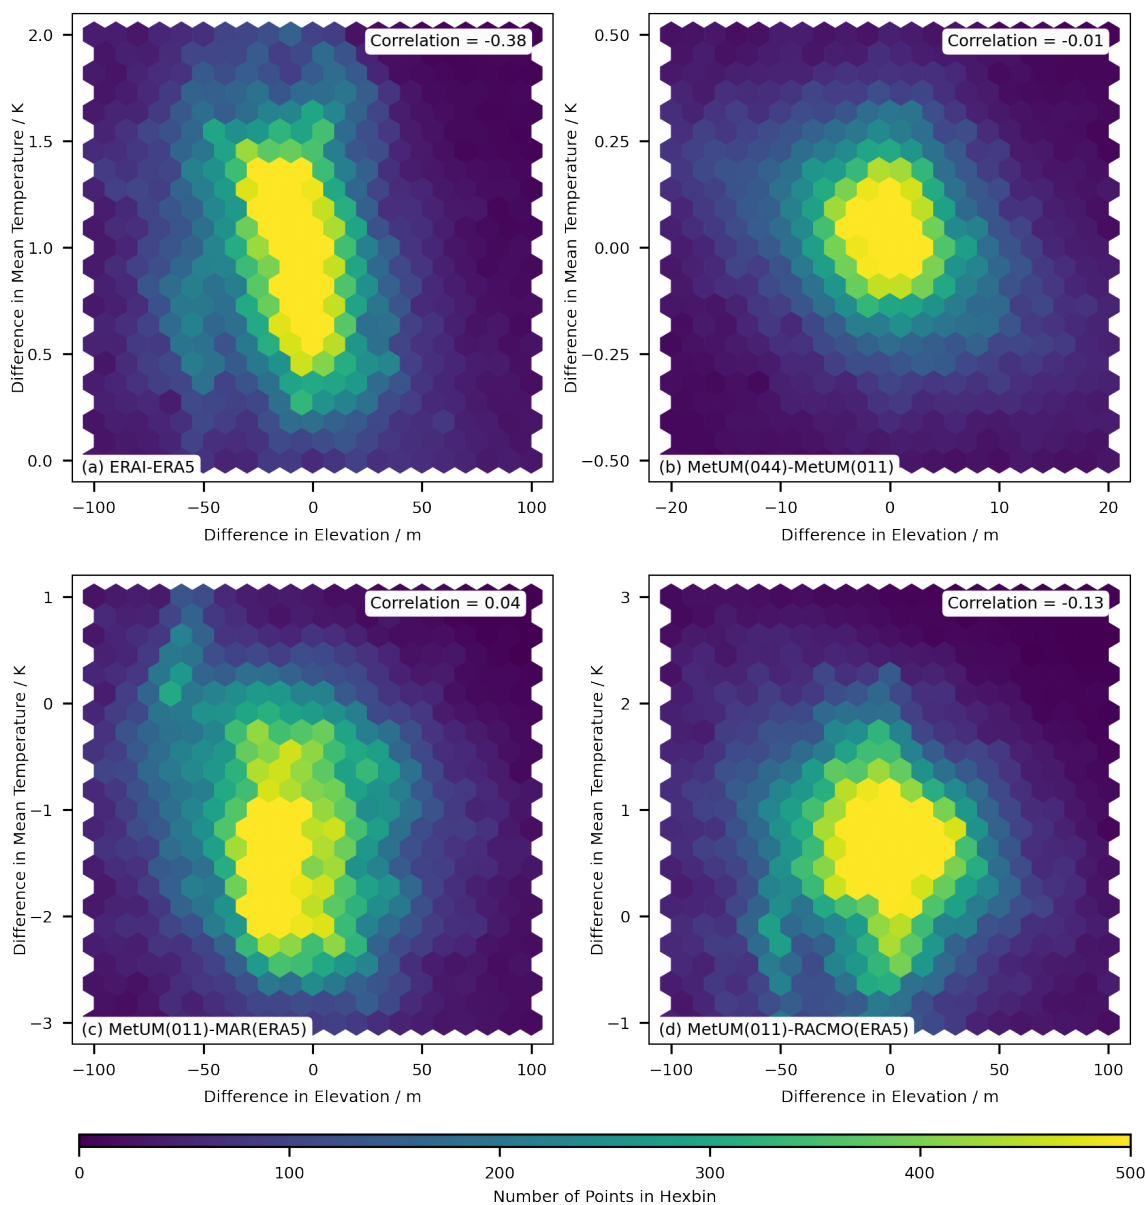 Correlation = -0.38
2.0
1.5
1.0
0.5
0.0
Difference in Mean Temperature / K
(a) ERAI-ERA5
−100
−50
0
50
100
Difference in Elevation / m
Correlation = -0.01
0.50
0.25
0.00
−0.25
−0.50
Difference in Mean Temperature / K
(b) MetUM(044)-MetUM(011)
−20
−10
0
10
20
Difference in Elevation / m
Correlation = 0.04
1
0
−1
−2
−3
Difference in Mean Temperature / K
(c) MetUM(011)-MAR(ERA5)
−100
−50
0
50
100
Difference in Elevation / m
Correlation = -0.13
3
2
1
0
−1
Difference in Mean Temperature / K
(d) MetUM(011)-RACMO(ERA5)
−100
−50
0
50
100
Difference in Elevation / m
0
100
200
300
400
500
Number of Points in Hexbin